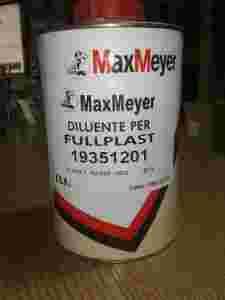 MaxMeyer
MaxMeyer
DILUENTE PER
FULLPLAST
19351201